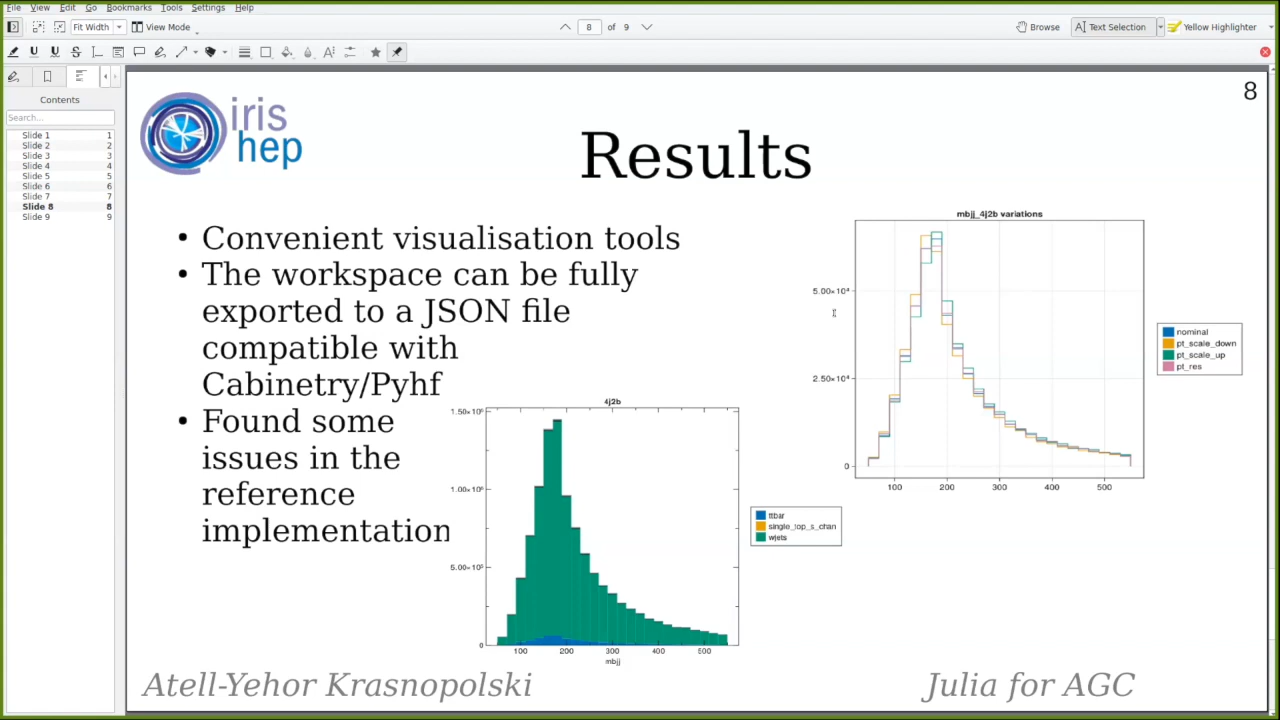 File View Edit Go Bookmarks Tools Settings Help
Fit Width View Mode 8 of 9 Browse Text Selection Yellow Highlighter
Contents
Search...
Slide 1 1
Slide 2 2
Slide 3 3
Slide 4 4
Slide 5 5
Slide 6 6
Slide 7 7
Slide 8 8
Slide 9 9
8
iris
hep
Results
• Convenient visualisation tools
• The workspace can be fully
exported to a JSON file
compatible with
Cabinetry/Pyhf
• Found some
issues in the
reference
implementation
mbjj_4j2b variations
5.00×10⁴
2.50×10⁴
0
100 200 300 400 500
nominal
pt_scale_down
pt_scale_up
pt_res
4j2b
1.50×10⁶
1.00×10⁶
5.00×10⁵
0
100 200 300 400 500
mbjj
ttbar
single_top_s_chan
wjets
Atell-Yehor Krasnopolski
Julia for AGC